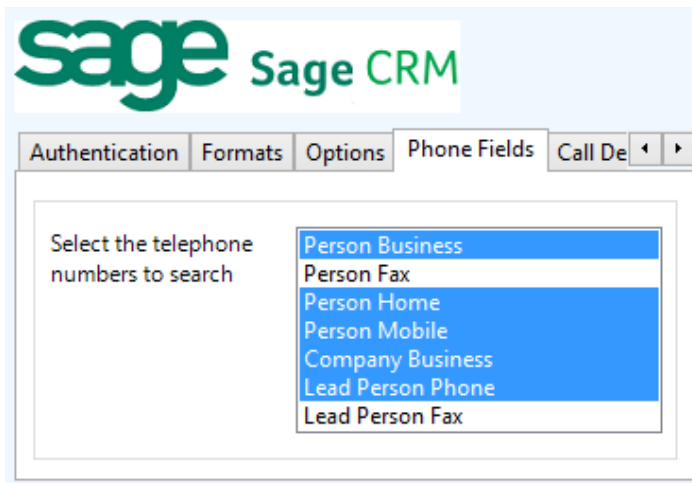 sage Sage CRM
Authentication Formats Options Phone Fields Call De
Select the telephone
numbers to search
Person Business
Person Fax
Person Home
Person Mobile
Company Business
Lead Person Phone
Lead Person Fax